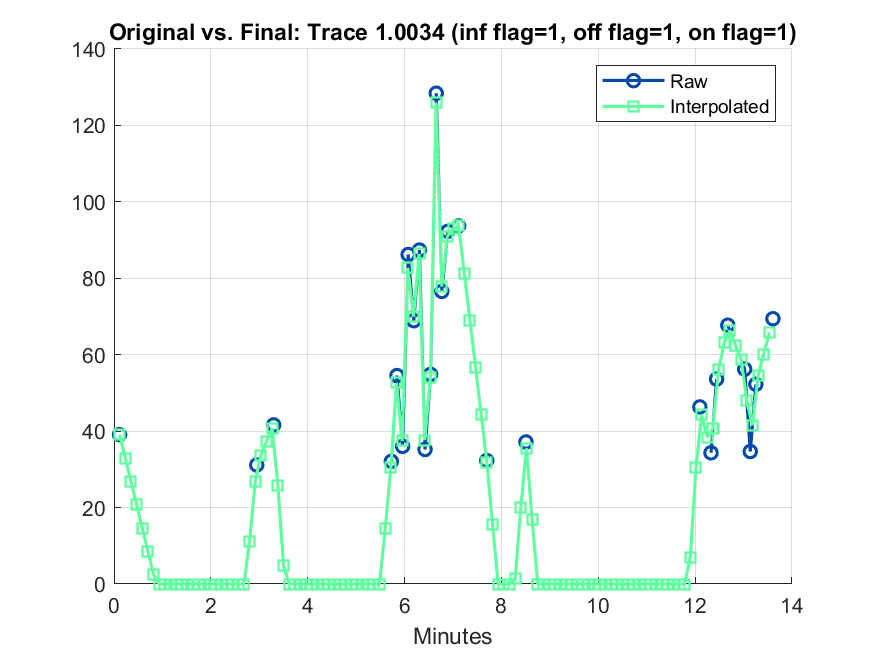 Original vs. Final: Trace 1.0034 (inf flag=1, off flag=1, on flag=1)
140
120
100
80
60
40
20
0
Raw
Interpolated
0 2 4 6 8 10 12 14
Minutes